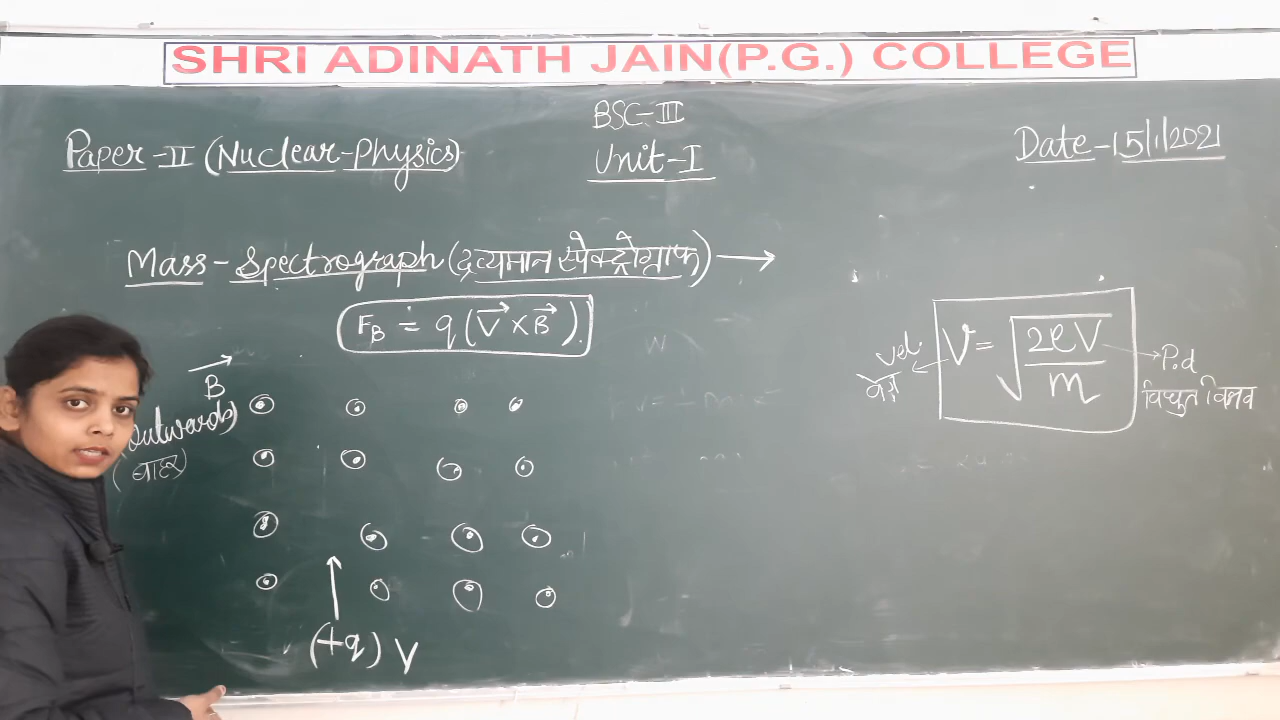 SHRI ADINATH JAIN(P.G.) COLLEGE
BSC-III
Paper-II (Nuclear-Physics)
Unit-I
Date-15/1/2021
Mass-Spectrograph (द्रव्यमान स्पेक्ट्रोग्राफ) →
F_B = q (V⃗ × B⃗)
B⃗
(outwards)
(बाहर)
(+q) V
V = √(2eV/m)
vel.
P.d
विधुत विभव